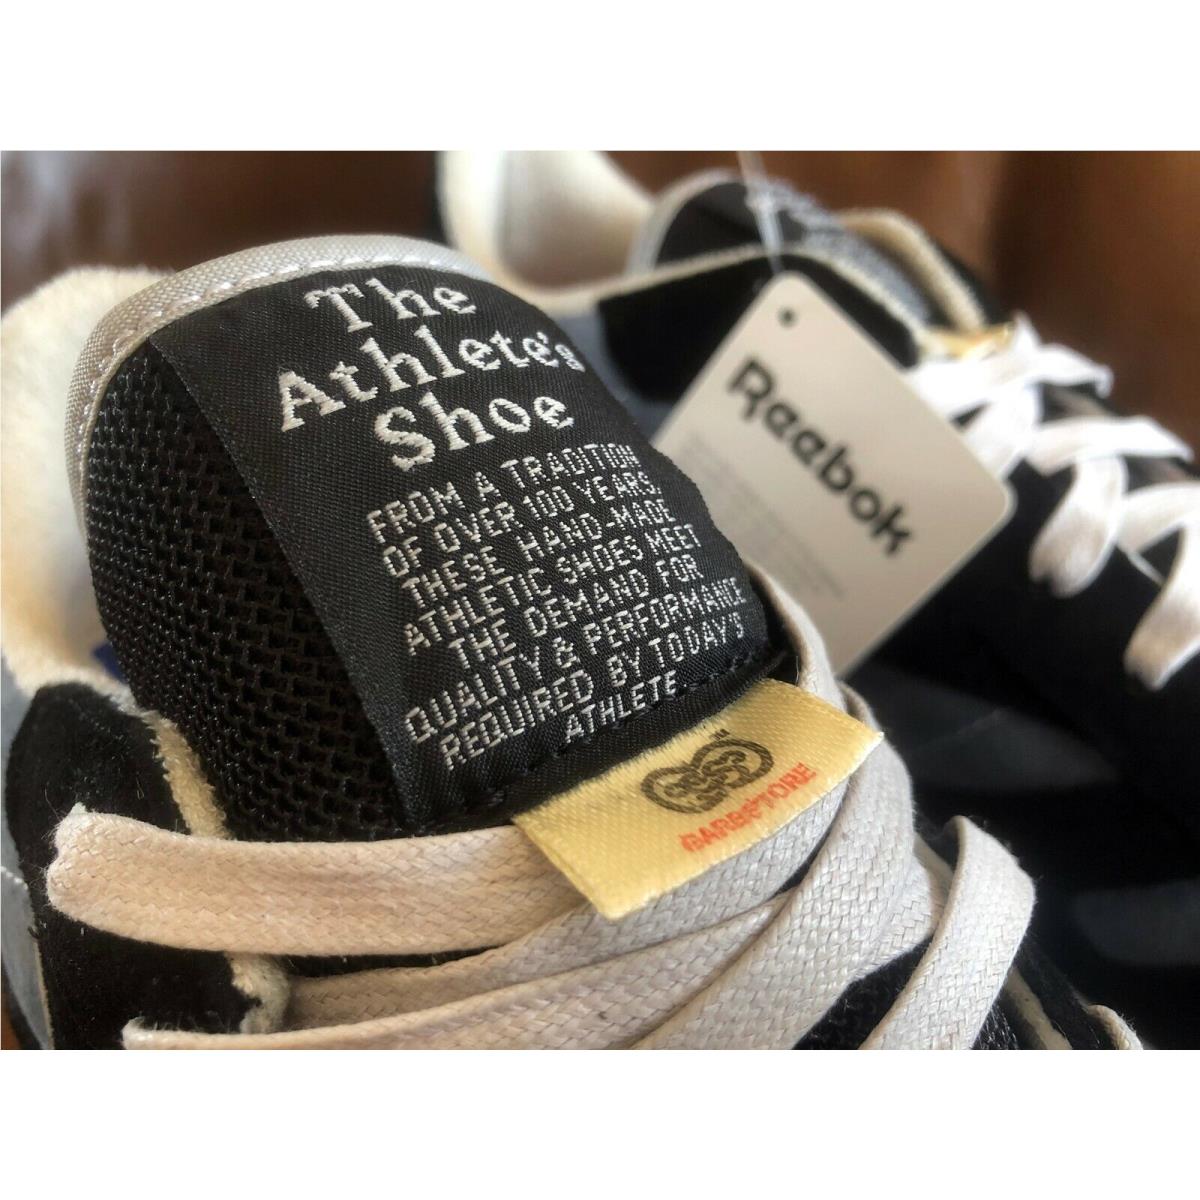 The
Athlete's
Shoe
FROM A TRADITION
OF OVER 100 YEARS,
THESE HAND-MADE
ATHLETIC SHOES MEET
THE DEMAND FOR
QUALITY & PERFORMANCE
REQUIRED BY TODAY'S
ATHLETE
GARBSTORE
Reebok